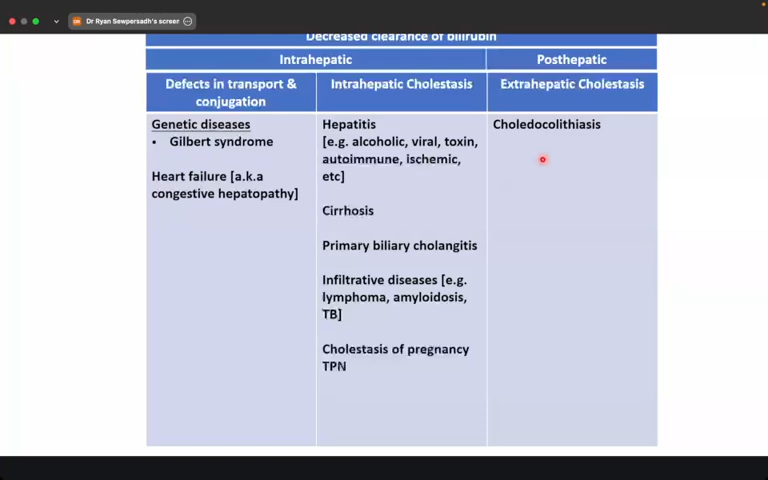 DR Dr Ryan Sewpersadh's screen
Decreased clearance of bilirubin
Intrahepatic
Posthepatic
Defects in transport &
conjugation
Intrahepatic Cholestasis
Extrahepatic Cholestasis
Genetic diseases
• Gilbert syndrome
Heart failure [a.k.a
congestive hepatopathy]
Hepatitis
[e.g. alcoholic, viral, toxin,
autoimmune, ischemic,
etc]
Cirrhosis
Primary biliary cholangitis
Infiltrative diseases [e.g.
lymphoma, amyloidosis,
TB]
Cholestasis of pregnancy
TPN
Choledocolithiasis